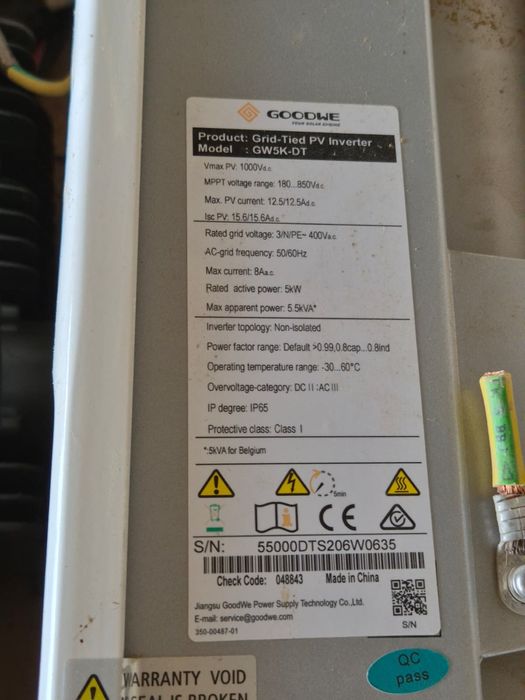 GOODWE
YOUR SOLAR ENGINE
Product: Grid-Tied PV Inverter
Model : GW5K-DT
Vmax PV: 1000Vd.c.
MPPT voltage range: 180...850Vd.c.
Max. PV current: 12.5/12.5Ad.c.
Isc PV: 15.6/15.6Ad.c.
Rated grid voltage: 3/N/PE~ 400Va.c.
AC-grid frequency: 50/60Hz
Max current: 8Aa.c.
Rated active power: 5kW
Max apparent power: 5.5kVA*
Inverter topology: Non-isolated
Power factor range: Default >0.99,0.8cap...0.8ind
Operating temperature range: -30...60°C
Overvoltage-category: DC II ;AC III
IP degree: IP65
Protective class: Class I
*:5kVA for Belgium
5min
CE
S/N: 55000DTS206W0635
Check Code: 048843 Made in China
Jiangsu GoodWe Power Supply Technology Co.,Ltd.
E-mail: service@goodwe.com
350-00487-01
S/N
QC
pass
WARRANTY VOID
SEAL IS BROKEN